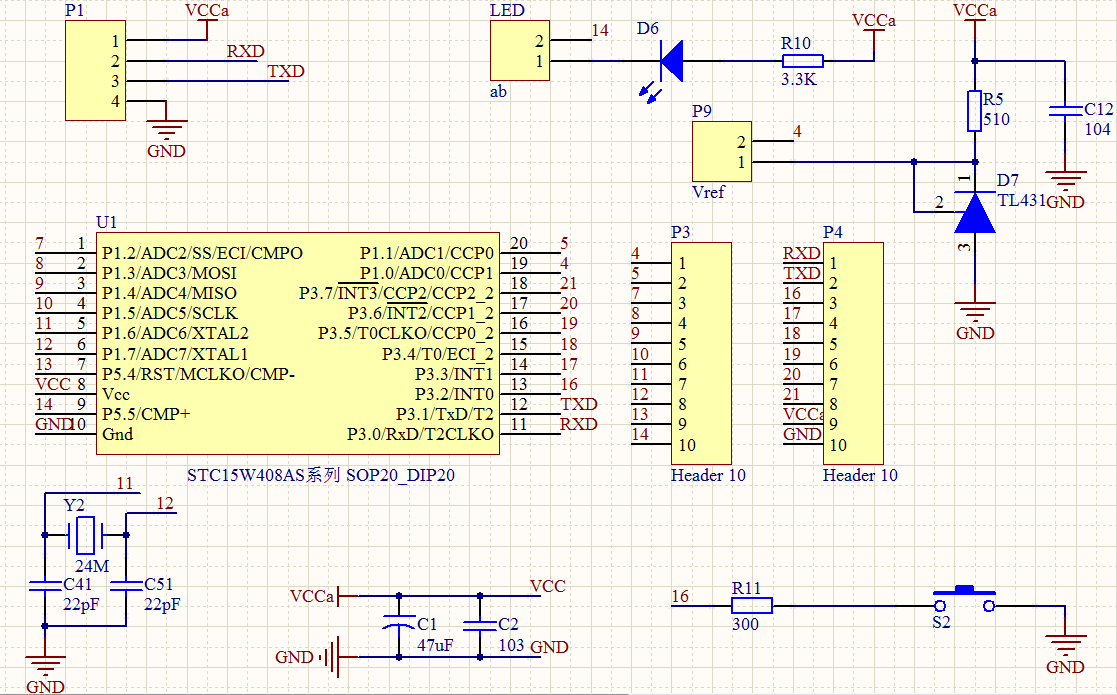 P1
VCCa
1
2 RXD
3 TXD
4
GND
LED
2 14
1
ab
D6
R10
3.3K
VCCa
P9
2 4
1
Vref
VCCa
R5
510
C12
104
GND
1
2
3
D7
TL431
GND
U1
7 1 P1.2/ADC2/SS/ECI/CMPO P1.1/ADC1/CCP0 20 5
8 2 P1.3/ADC3/MOSI P1.0/ADC0/CCP1 19 4
9 3 P1.4/ADC4/MISO P3.7/INT3/CCP2/CCP2_2 18 21
10 4 P1.5/ADC5/SCLK P3.6/INT2/CCP1_2 17 20
11 5 P1.6/ADC6/XTAL2 P3.5/T0CLKO/CCP0_2 16 19
12 6 P1.7/ADC7/XTAL1 P3.4/T0/ECI_2 15 18
13 7 P5.4/RST/MCLKO/CMP- P3.3/INT1 14 17
VCC 8 Vcc P3.2/INT0 13 16
14 9 P5.5/CMP+ P3.1/TxD/T2 12 TXD
GND 10 Gnd P3.0/RxD/T2CLKO 11 RXD
STC15W408AS系列 SOP20_DIP20
P3
4 1
5 2
7 3
8 4
9 5
10 6
11 7
12 8
13 9
14 10
Header 10
P4
RXD 1
TXD 2
16 3
17 4
18 5
19 6
20 7
21 8
VCCa 9
GND 10
Header 10
11
12
Y2
24M
C41
22pF
C51
22pF
GND
VCCa
VCC
C1
47uF
C2
103
GND
GND
16
R11
300
S2
GND